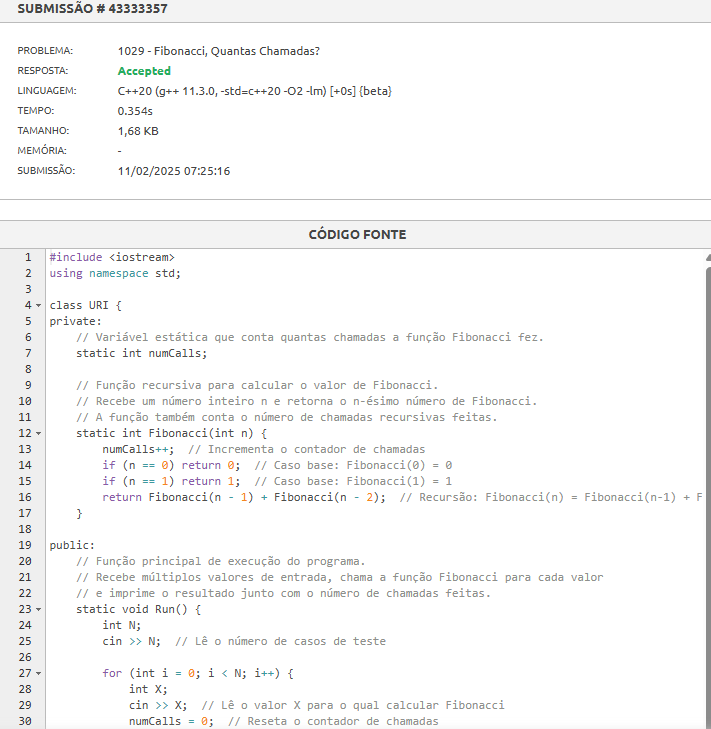 SUBMISSÃO # 43333357
PROBLEMA: 1029 - Fibonacci, Quantas Chamadas?
RESPOSTA: Accepted
LINGUAGEM: C++20 (g++ 11.3.0, -std=c++20 -O2 -lm) [+0s] {beta}
TEMPO: 0.354s
TAMANHO: 1,68 KB
MEMÓRIA: -
SUBMISSÃO: 11/02/2025 07:25:16
CÓDIGO FONTE
1 #include <iostream>
2 using namespace std;
3
4 class URI {
5 private:
6 // Variável estática que conta quantas chamadas a função Fibonacci fez.
7 static int numCalls;
8
9 // Função recursiva para calcular o valor de Fibonacci.
10 // Recebe um número inteiro n e retorna o n-ésimo número de Fibonacci.
11 // A função também conta o número de chamadas recursivas feitas.
12 static int Fibonacci(int n) {
13 numCalls++; // Incrementa o contador de chamadas
14 if (n == 0) return 0; // Caso base: Fibonacci(0) = 0
15 if (n == 1) return 1; // Caso base: Fibonacci(1) = 1
16 return Fibonacci(n - 1) + Fibonacci(n - 2); // Recursão: Fibonacci(n) = Fibonacci(n-1) + F
17 }
18
19 public:
20 // Função principal de execução do programa.
21 // Recebe múltiplos valores de entrada, chama a função Fibonacci para cada valor
22 // e imprime o resultado junto com o número de chamadas feitas.
23 static void Run() {
24 int N;
25 cin >> N; // Lê o número de casos de teste
26
27 for (int i = 0; i < N; i++) {
28 int X;
29 cin >> X; // Lê o valor X para o qual calcular Fibonacci
30 numCalls = 0; // Reseta o contador de chamadas